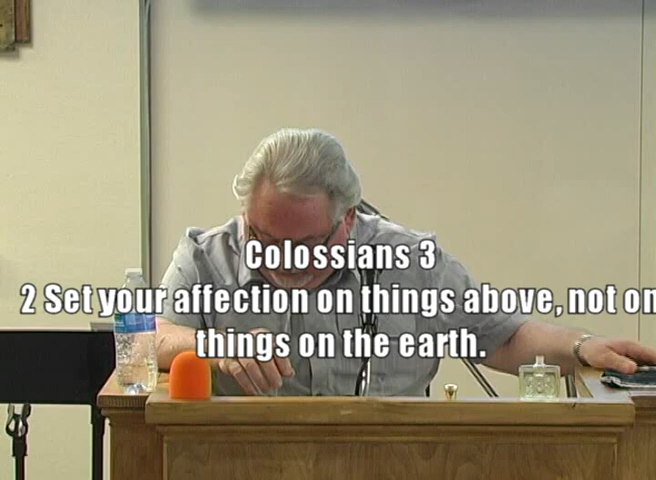 Colossians 3
2 Set your affection on things above, not on
things on the earth.